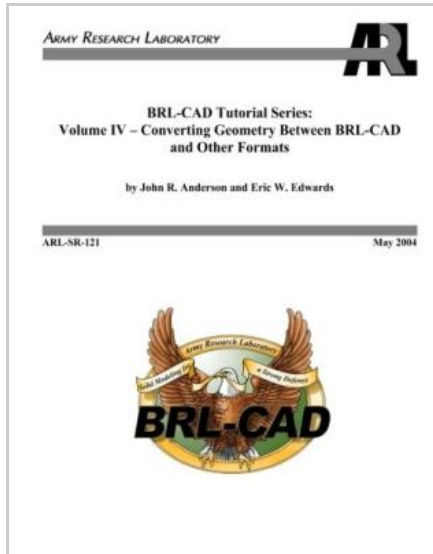 ARMY RESEARCH LABORATORY
ARL
BRL-CAD Tutorial Series:
Volume IV – Converting Geometry Between BRL-CAD
and Other Formats
by John R. Anderson and Eric W. Edwards
ARL-SR-121 May 2004
Army Research Laboratory
Solid Modeling for a Strong Defense
BRL-CAD